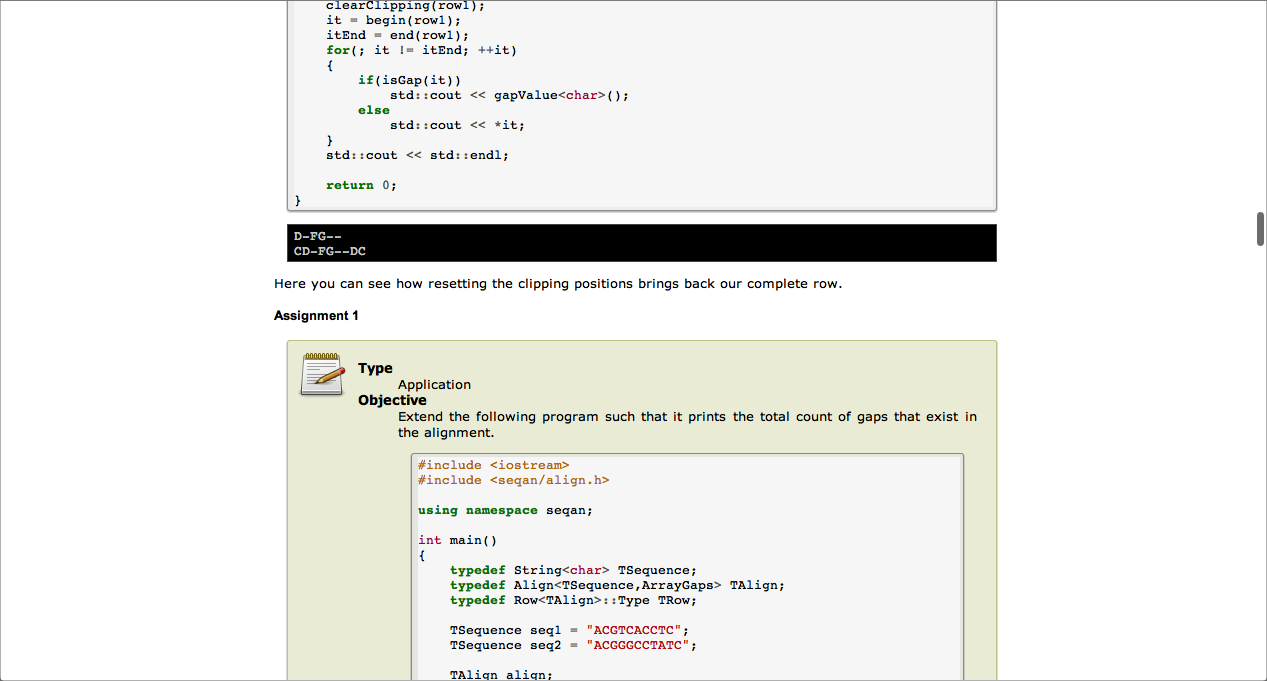 clearClipping(row1);
    it = begin(row1);
    itEnd = end(row1);
    for(; it != itEnd; ++it)
    {
        if(isGap(it))
            std::cout << gapValue<char>();
        else
            std::cout << *it;
    }
    std::cout << std::endl;

    return 0;
}
D-FG--
CD-FG--DC
Here you can see how resetting the clipping positions brings back our complete row.
Assignment 1
Type
Application
Objective
Extend the following program such that it prints the total count of gaps that exist in
the alignment.
#include <iostream>
#include <seqan/align.h>

using namespace seqan;

int main()
{
    typedef String<char> TSequence;
    typedef Align<TSequence,ArrayGaps> TAlign;
    typedef Row<TAlign>::Type TRow;

    TSequence seq1 = "ACGTCACCTC";
    TSequence seq2 = "ACGGGCCTATC";

    TAlign align;